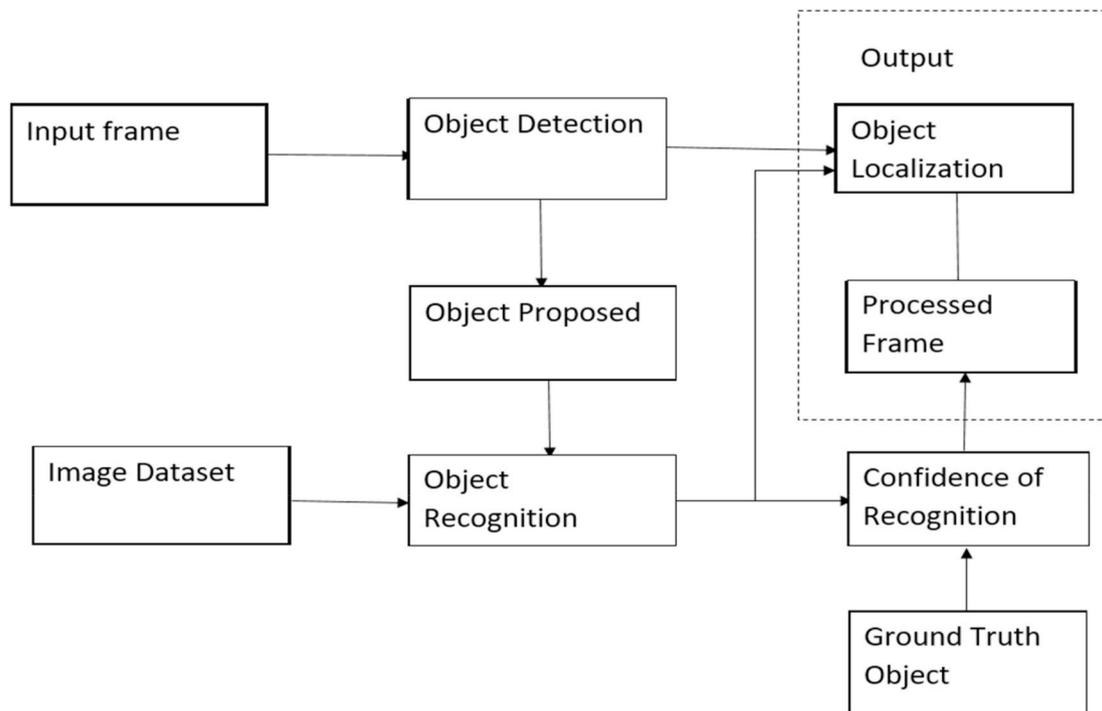 Output
Input frame
Object Detection
Object
Localization
Object Proposed
Processed
Frame
Image Dataset
Object
Recognition
Confidence of
Recognition
Ground Truth
Object